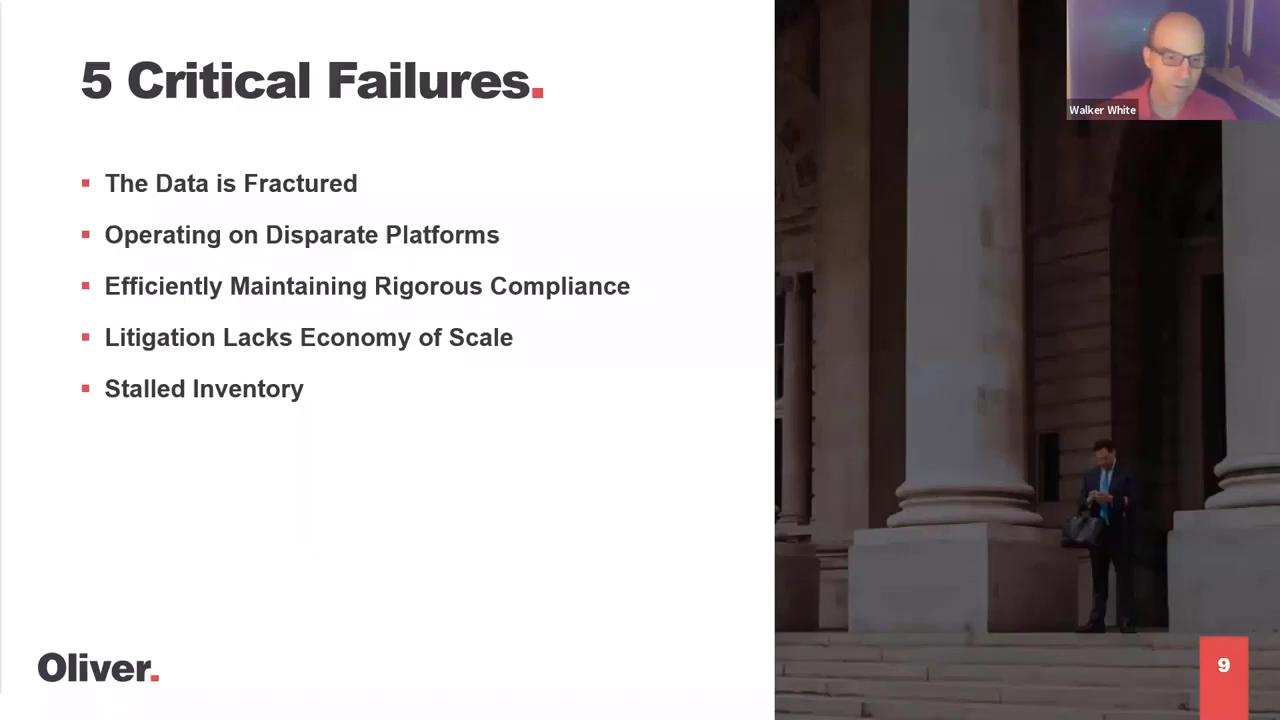 5 Critical Failures.
The Data is Fractured
Operating on Disparate Platforms
Efficiently Maintaining Rigorous Compliance
Litigation Lacks Economy of Scale
Stalled Inventory
Oliver.
Walker White
9